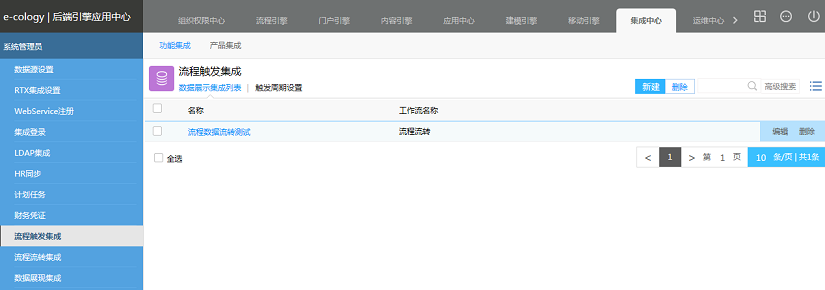 e-cology | 后端引擎应用中心
组织权限中心 流程引擎 门户引擎 内容引擎 应用中心 建模引擎 移动引擎 集成中心 运维中心
系统管理员
功能集成 产品集成
数据源设置
RTX集成设置
WebService注册
集成登录
LDAP集成
HR同步
计划任务
财务凭证
流程触发集成
流程流转集成
数据展现集成
流程触发集成
数据展示集成列表 | 触发周期设置
新建 删除 高级搜索
名称 工作流名称
流程数据流转测试 流程流转 编辑 删除
全选
< 1 > 第 1 页 10 条/页 | 共1条